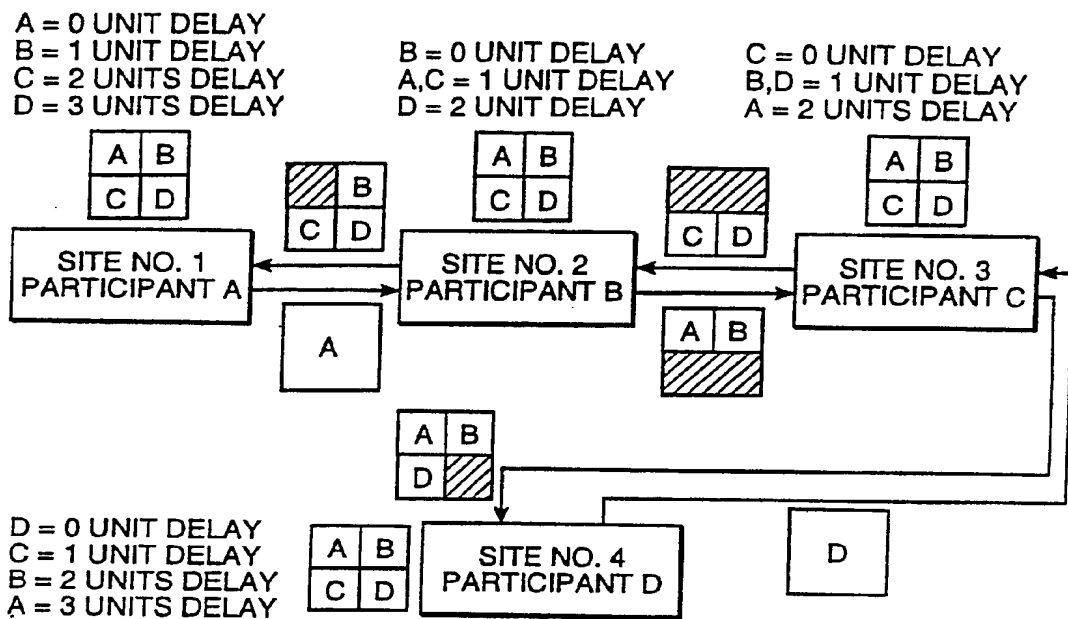 A = 0 UNIT DELAY
B = 1 UNIT DELAY
C = 2 UNITS DELAY
D = 3 UNITS DELAY
B = 0 UNIT DELAY
A,C = 1 UNIT DELAY
D = 2 UNIT DELAY
C = 0 UNIT DELAY
B,D = 1 UNIT DELAY
A = 2 UNITS DELAY
A B
C D
B
C D
A B
C D
C D
A B
C D
SITE NO. 1
PARTICIPANT A
SITE NO. 2
PARTICIPANT B
SITE NO. 3
PARTICIPANT C
A
A B
A B
D
D = 0 UNIT DELAY
C = 1 UNIT DELAY
B = 2 UNITS DELAY
A = 3 UNITS DELAY
A B
C D
SITE NO. 4
PARTICIPANT D
D